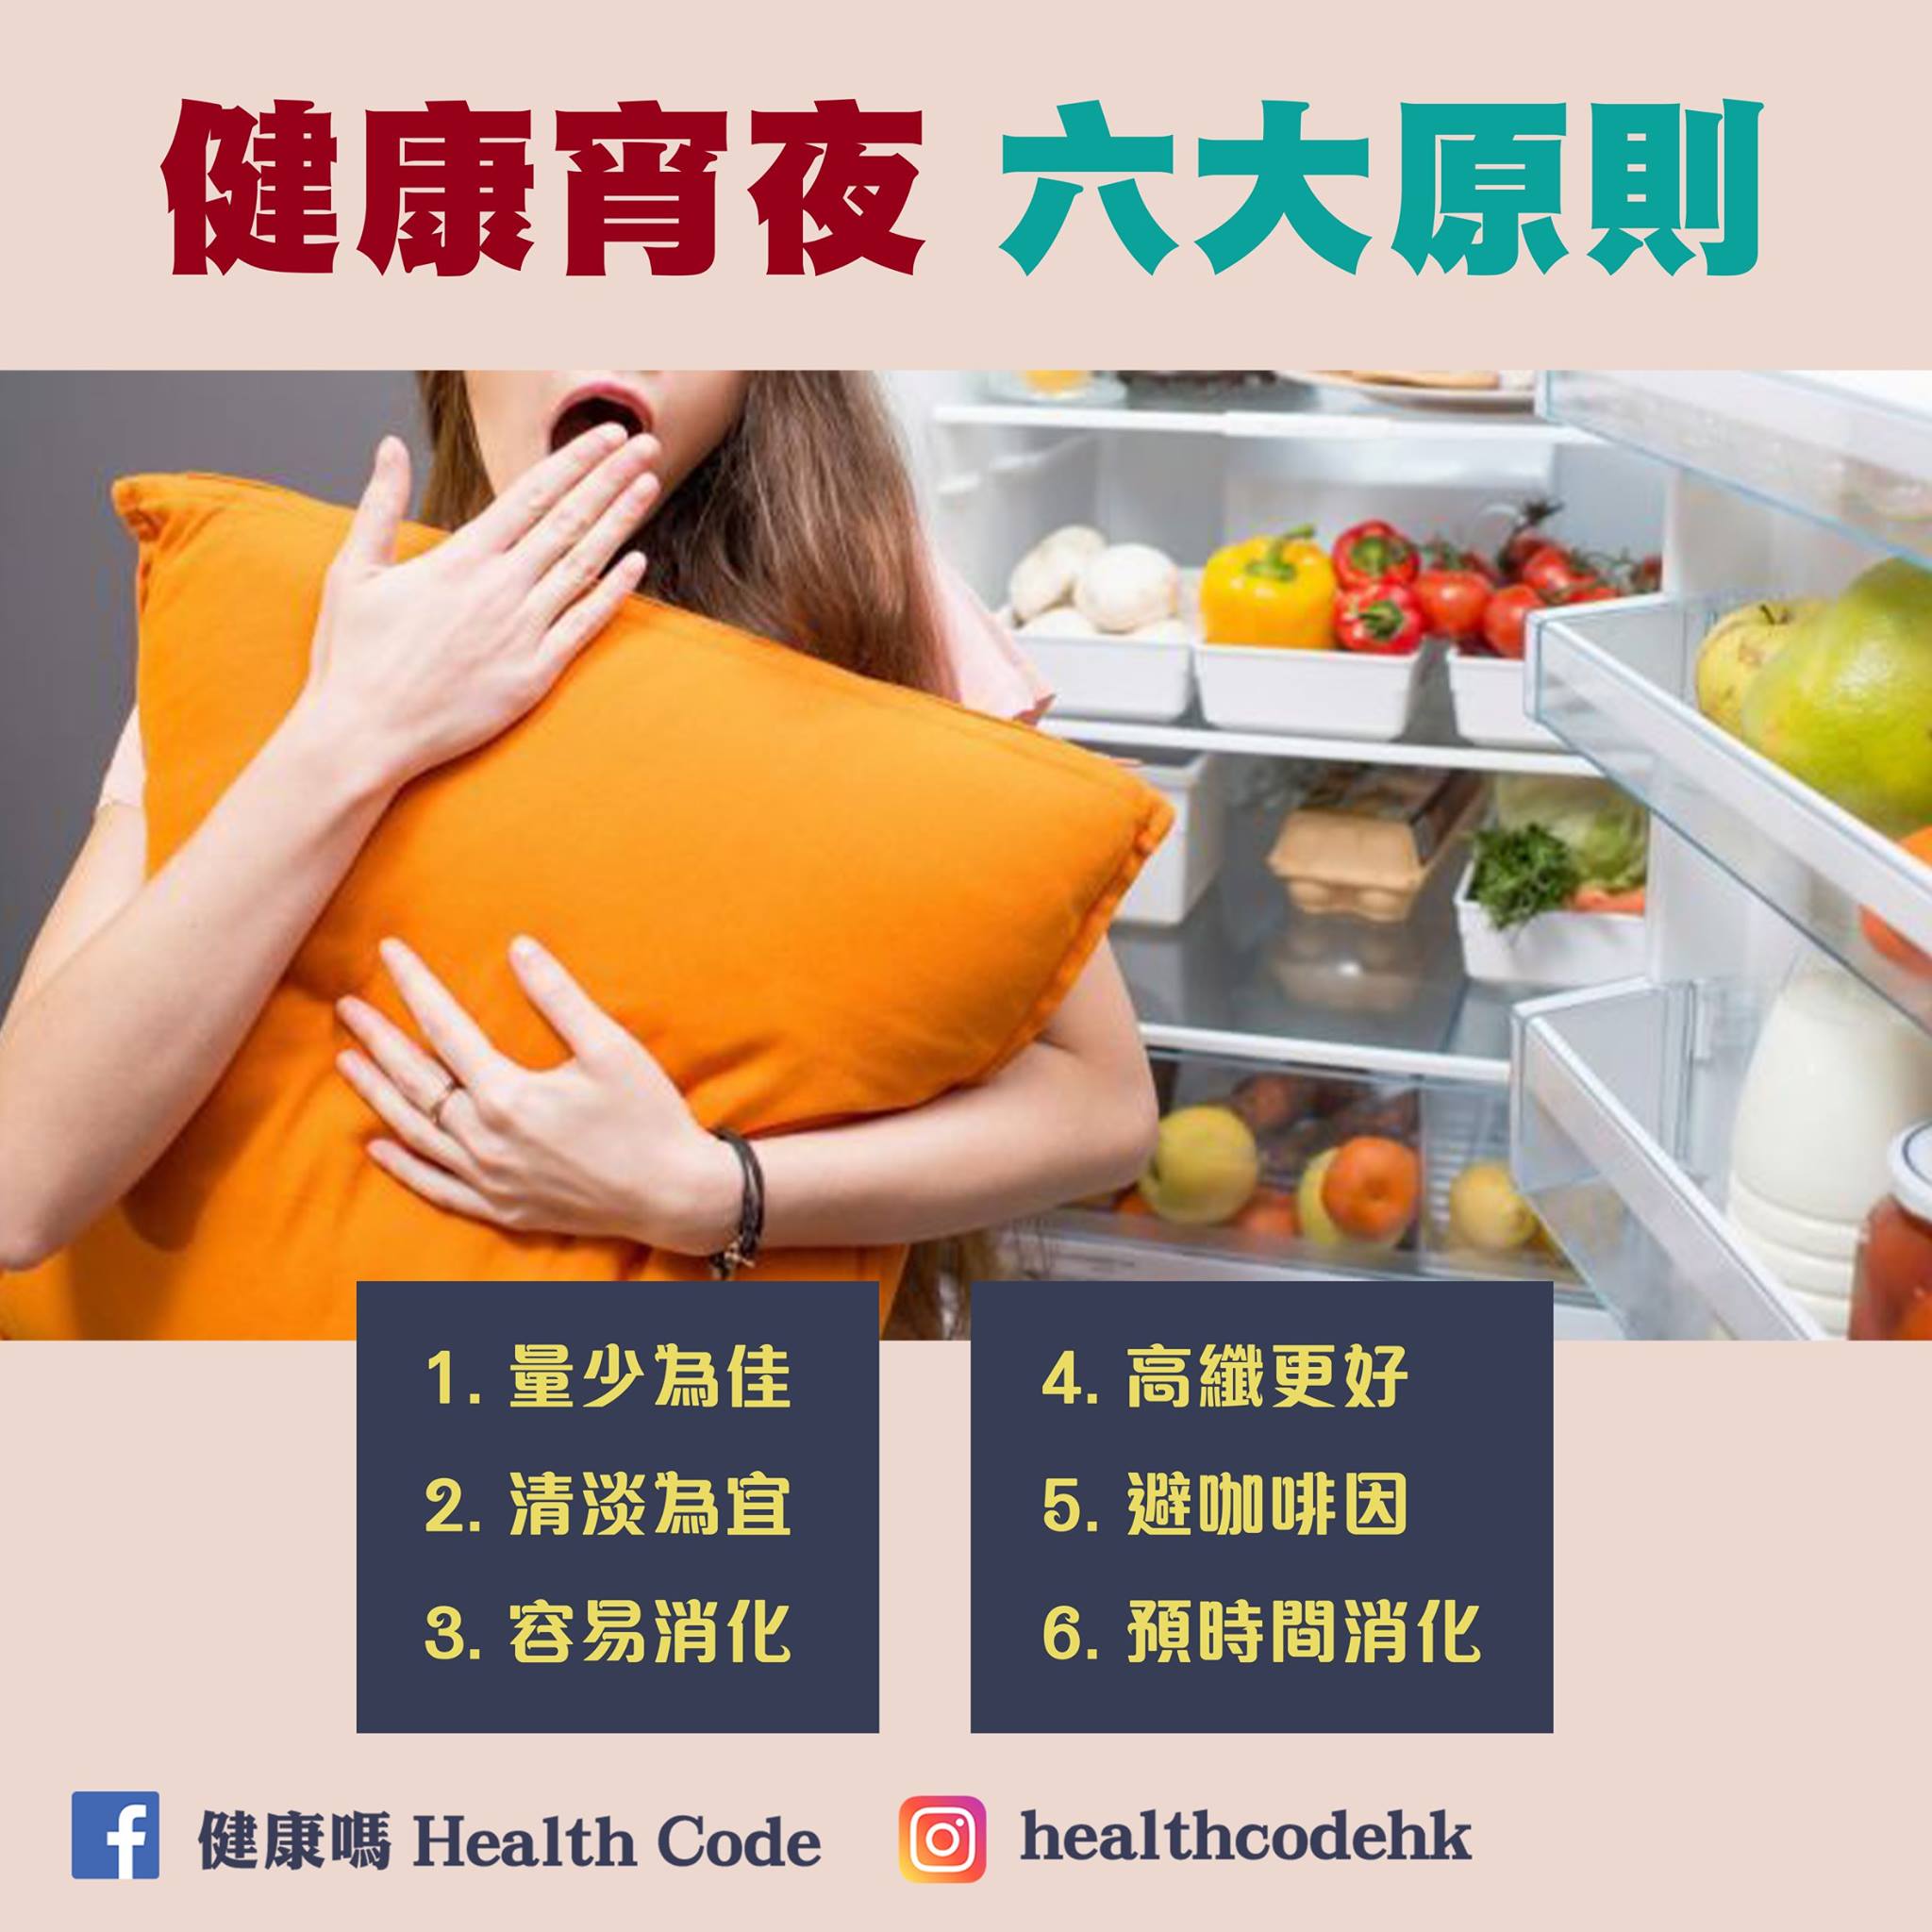 健康宵夜 六大原則
1. 量少為佳
2. 清淡為宜
3. 容易消化
4. 高纖更好
5. 避咖啡因
6. 預時間消化
健康嗎 Health Code
healthcodehk